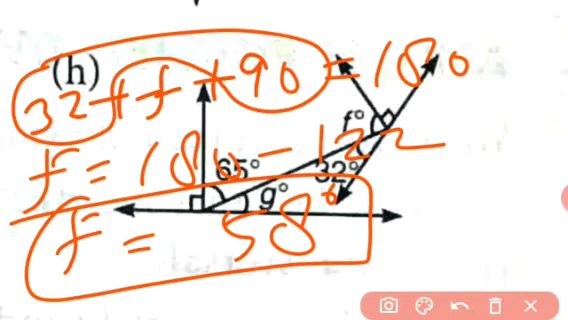 (h)
32 + f + 90 = 180
f°
f = 180 - 122
65°
32°
g°
f = 58°